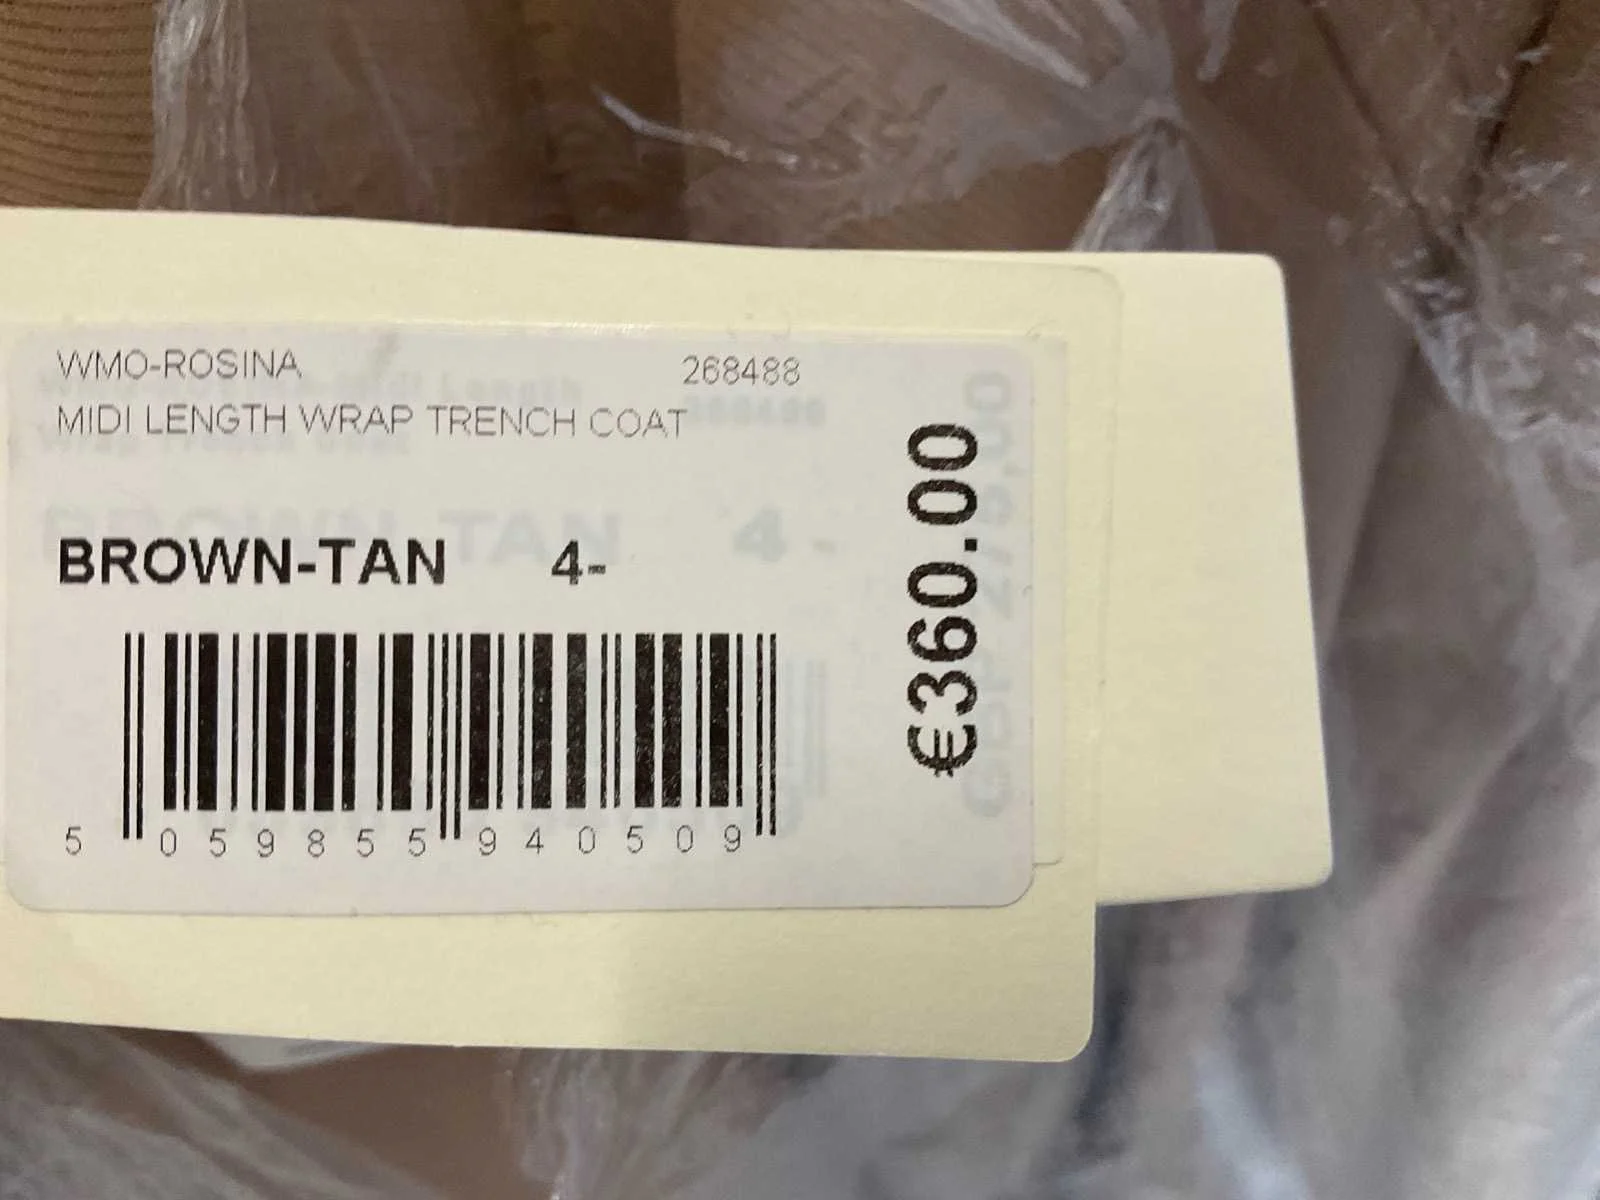 WMO-ROSINA 268488
MIDI LENGTH WRAP TRENCH COAT
BROWN-TAN 4-
€360.00
5 059855 940509